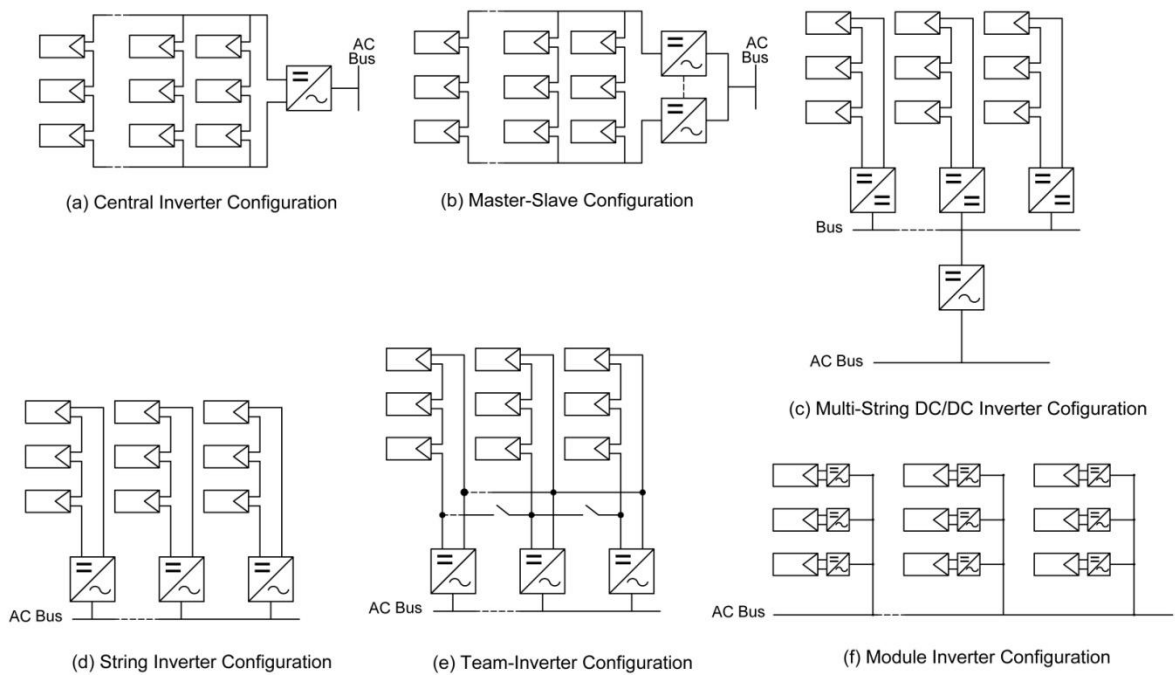 AC
Bus
(a) Central Inverter Configuration
AC
Bus
(b) Master-Slave Configuration
Bus
AC Bus
(c) Multi-String DC/DC Inverter Cofiguration
AC Bus
(d) String Inverter Configuration
AC Bus
(e) Team-Inverter Configuration
AC Bus
(f) Module Inverter Configuration